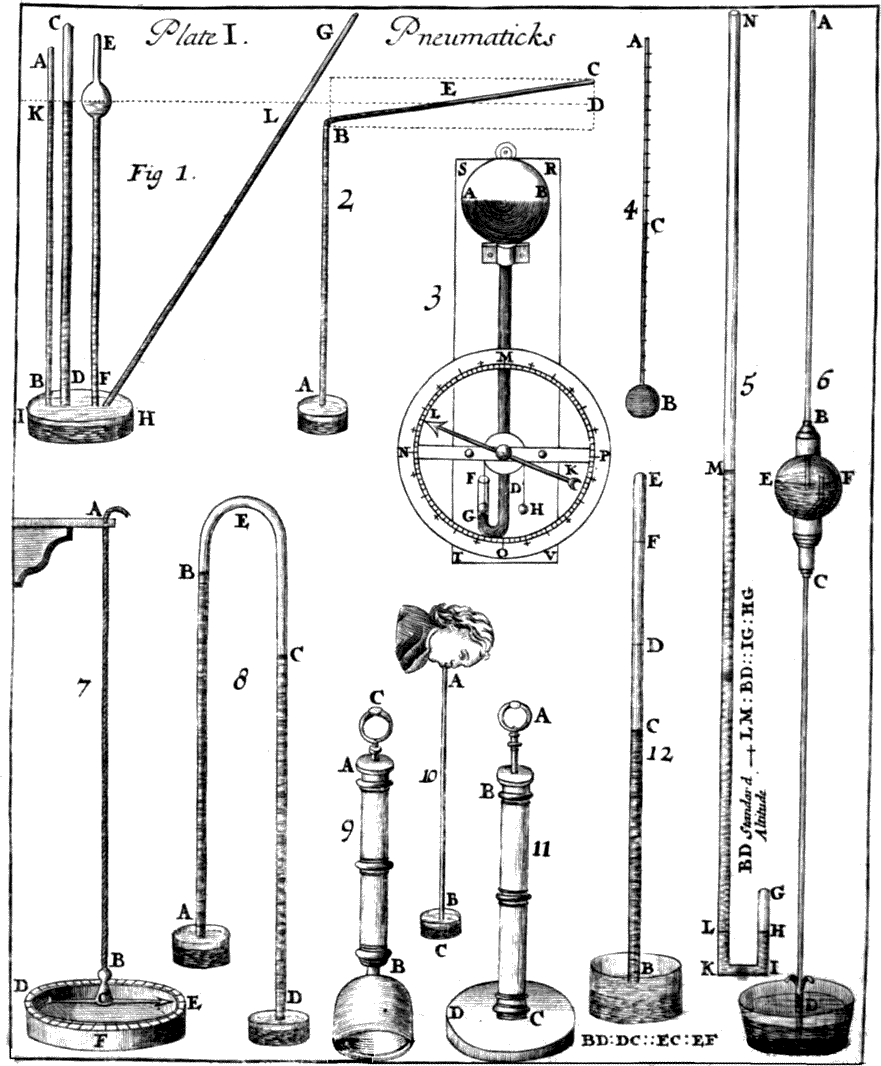 Plate I. Pneumaticks
C
A
E
G
K
L
Fig 1.
B
D
F
I
H
C
E
D
B
2
A
S
R
A
B
3
M
L
N
P
F
D
K
G
H
O
T
V
A
4
C
B
N
5
M
L
K
G
H
I
BD Standard Altitude + LM : BD :: IG : HG
A
6
B
E
F
C
D
A
7
B
D
C
E
F
E
B
8
C
A
D
C
A
9
B
A
10
B
C
A
B
11
D
C
E
F
D
C
12
B
BD:DC::EC:EF